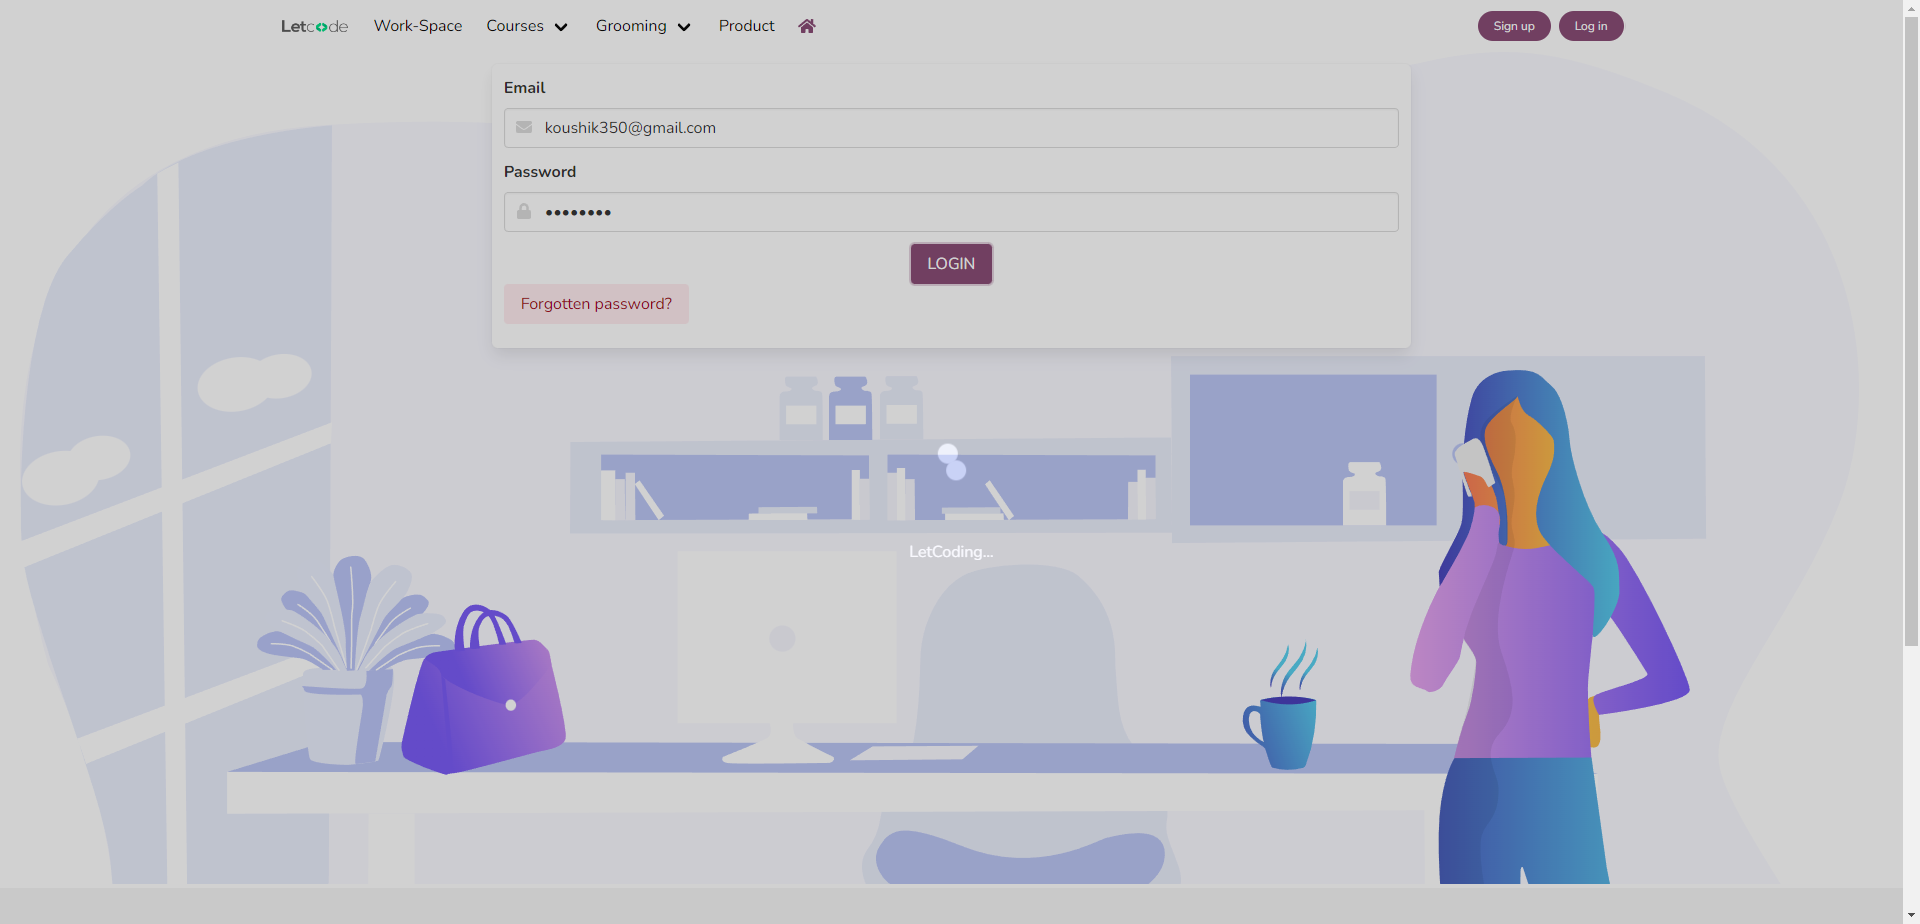 Letcode Work-Space Courses Grooming Product Sign up Log in
Email
koushik350@gmail.com
Password
••••••••
LOGIN
Forgotten password?
LetCoding...